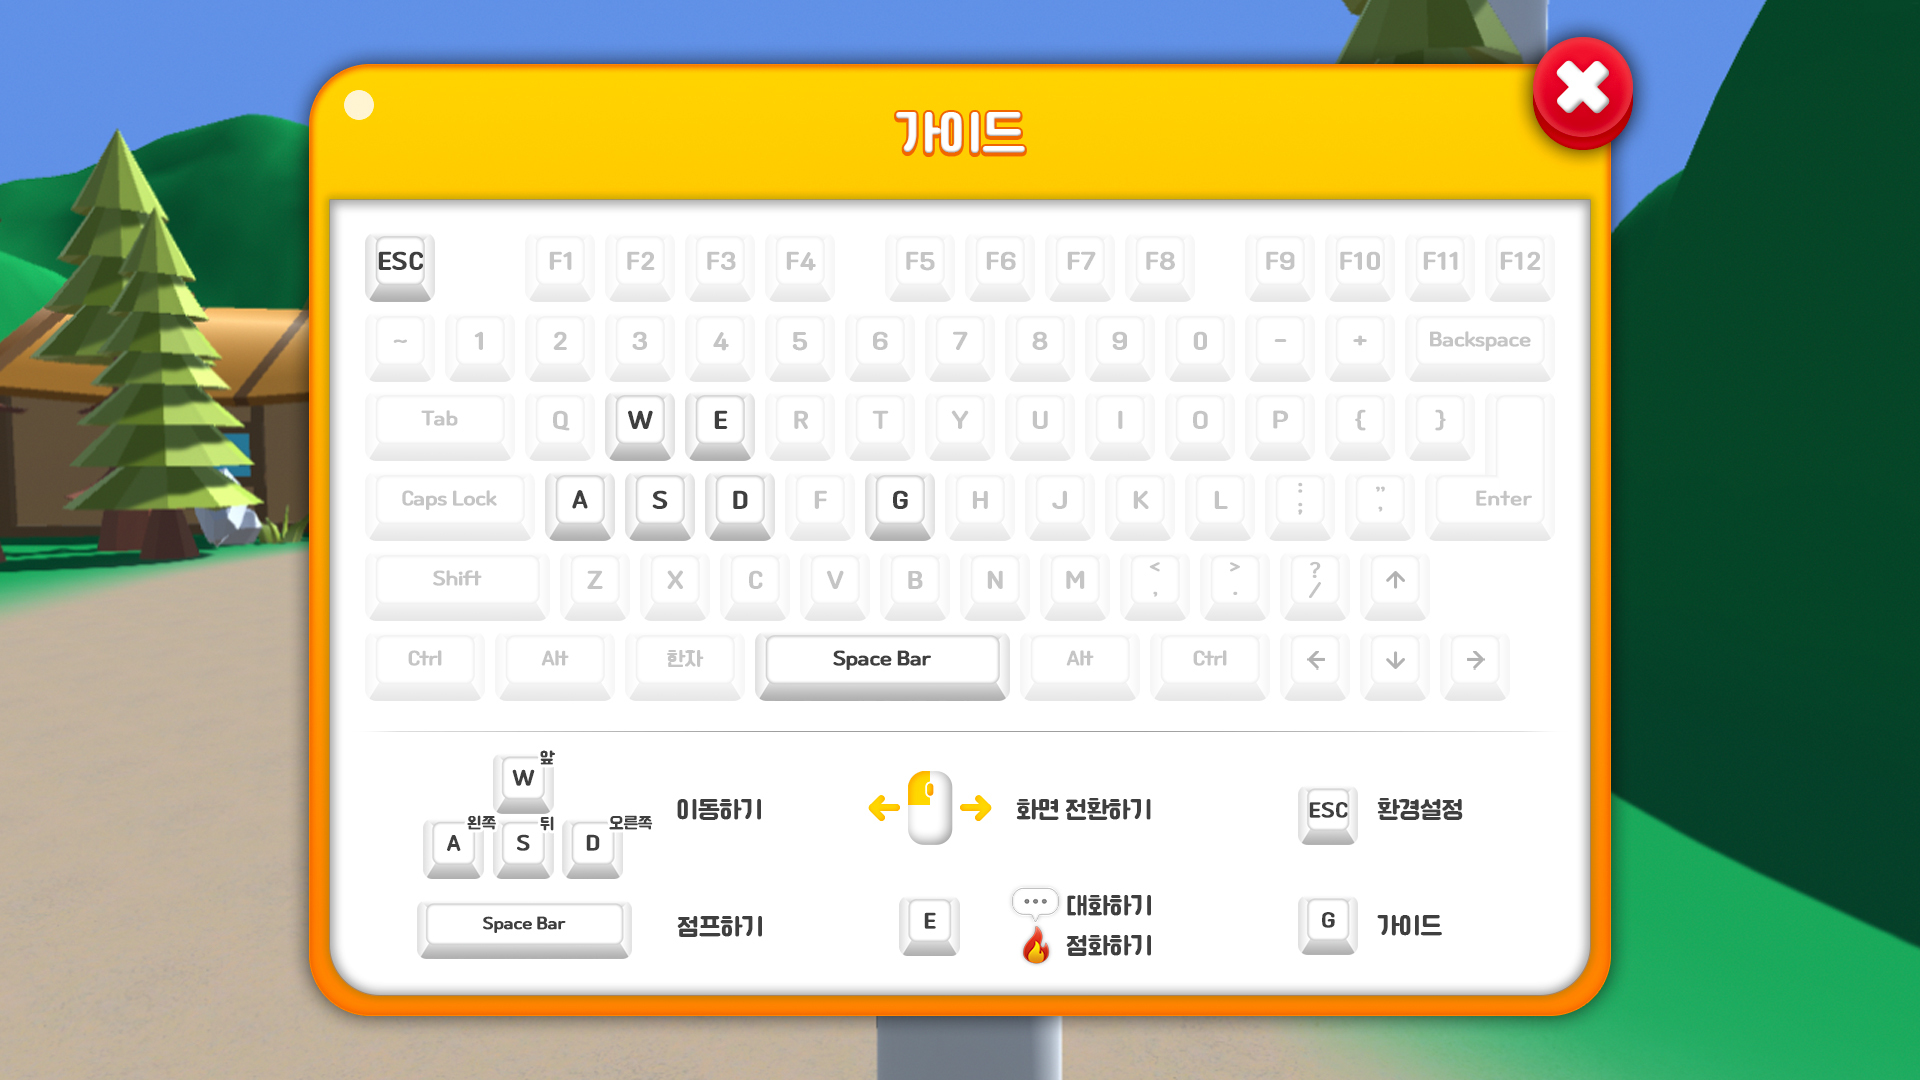 가이드
ESC F1 F2 F3 F4 F5 F6 F7 F8 F9 F10 F11 F12
~ 1 2 3 4 5 6 7 8 9 0 - + Backspace
Tab Q W E R T Y U I O P { }
Caps Lock A S D F G H J K L : ; " , Enter
Shift Z X C V B N M < , > . ? / ↑
Ctrl Alt 한자 Space Bar Alt Ctrl ← ↓ →
W 앞
A 왼쪽 S 뒤 D 오른쪽
이동하기
화면 전환하기
ESC 환경설정
Space Bar 점프하기
E 대화하기
점화하기
G 가이드